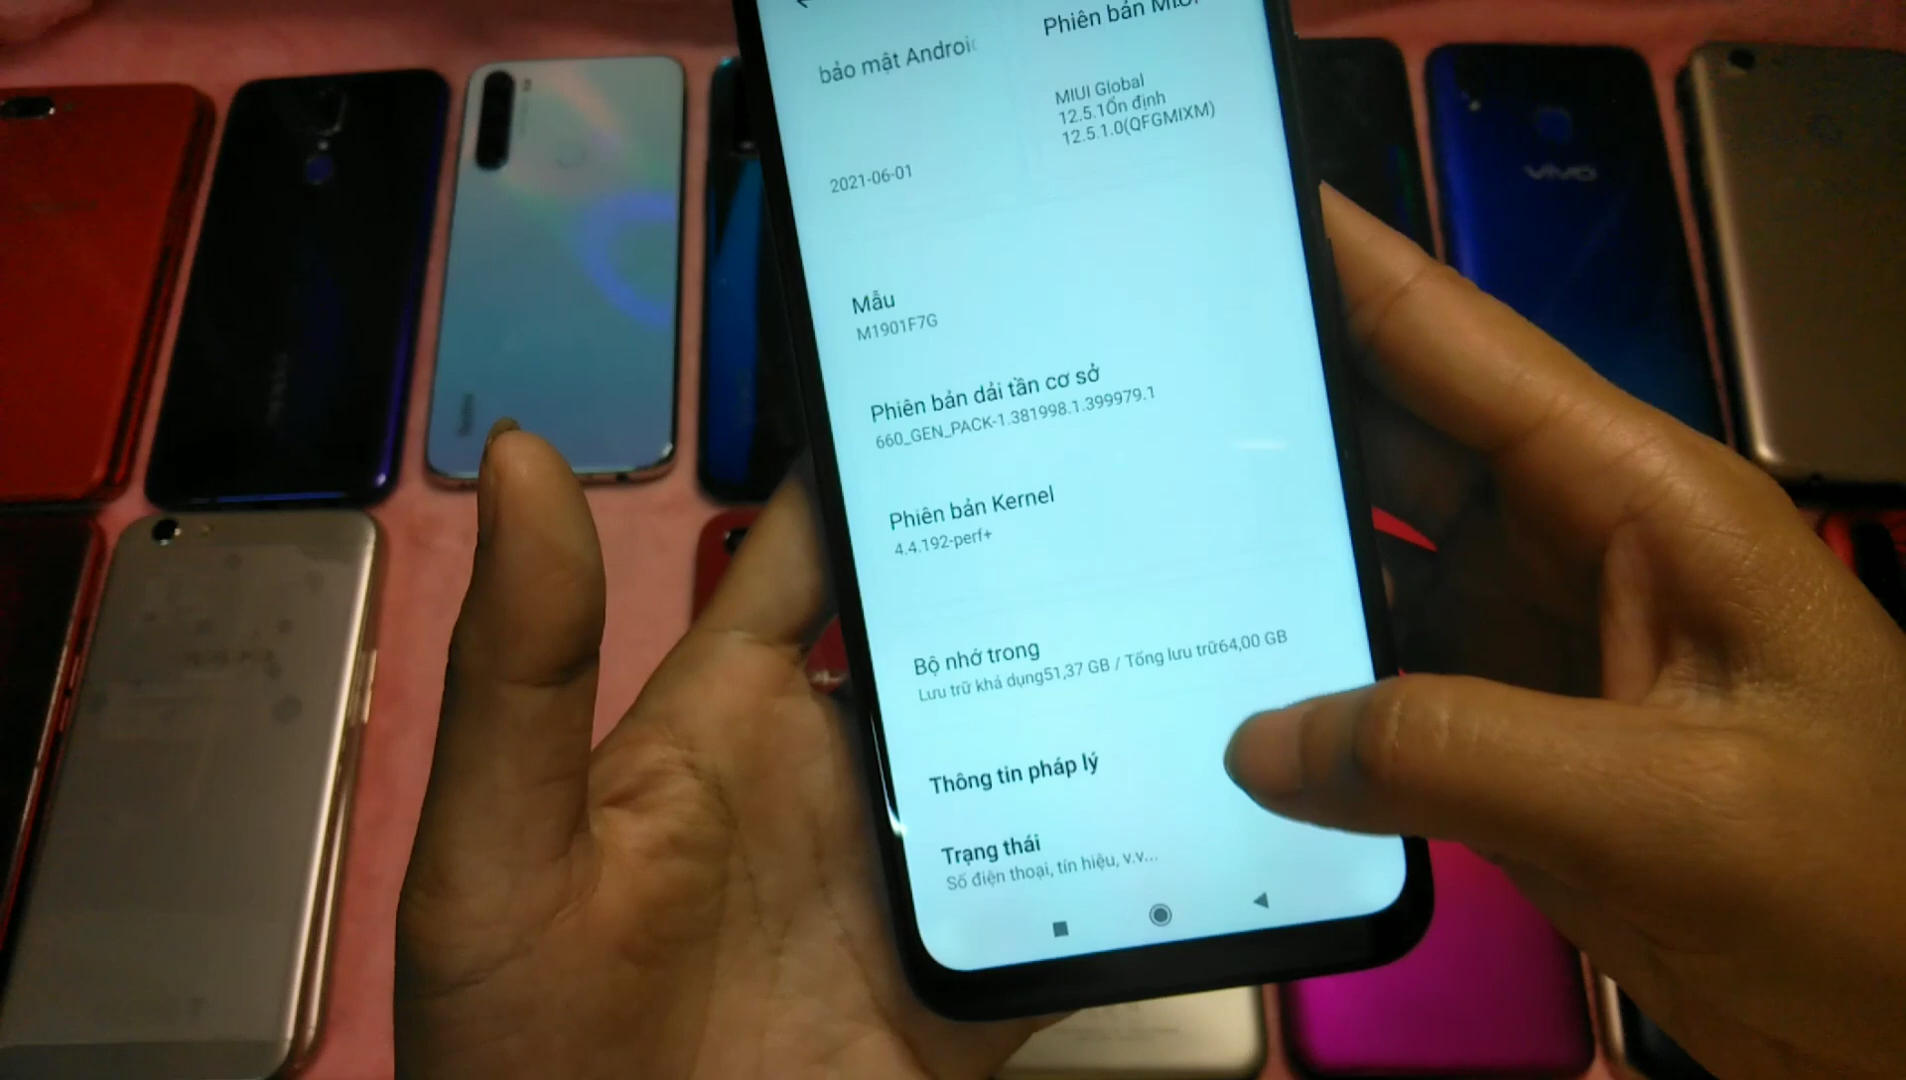 bảo mật Androi
2021-06-01
Phiên bản MIUI
MIUI Global
12.5.1Ổn định
12.5.1.0(QFGMIXM)
Mẫu
M1901F7G
Phiên bản dải tần cơ sở
660_GEN_PACK-1.381998.1.399979.1
Phiên bản Kernel
4.4.192-perf+
Bộ nhớ trong
Lưu trữ khả dụng51,37 GB / Tổng lưu trữ64,00 GB
Thông tin pháp lý
Trạng thái
Số điện thoại, tín hiệu, v.v...
vivo
Redmi